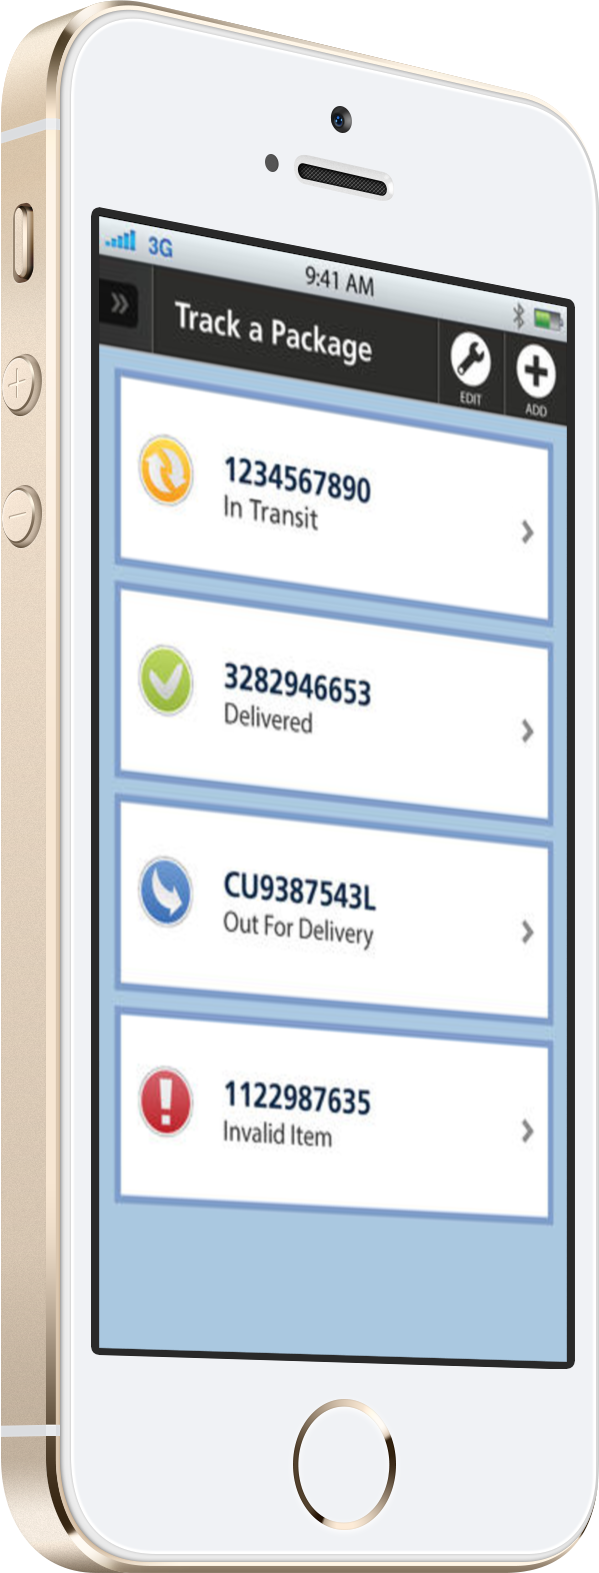 3G 9:41 AM
Track a Package
EDIT
ADD
1234567890
In Transit
3282946653
Delivered
CU9387543L
Out For Delivery
1122987635
Invalid Item